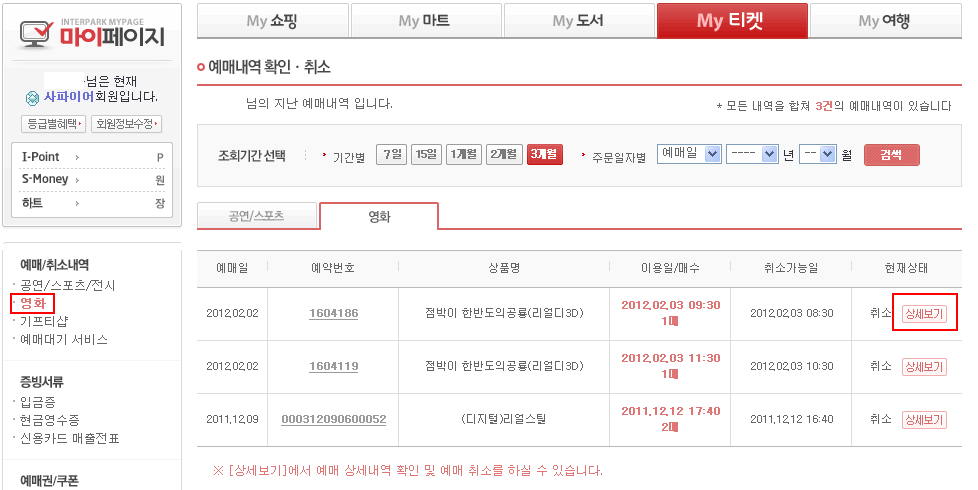 INTERPARK MYPAGE
마이페이지
님은 현재
사파이어회원입니다.
등급별혜택
회원정보수정
I-Point P
S-Money 원
하트 장
예매/취소내역
공연/스포츠/전시
영화
기프티샵
예매대기 서비스
증빙서류
입금증
현금영수증
신용카드 매출전표
예매권/쿠폰
My 쇼핑
My 마트
My 도서
My 티켓
My 여행
예매내역 확인 · 취소
님의 지난 예매내역 입니다.
* 모든 내역을 합쳐 3건의 예매내역이 있습니다
조회기간 선택 기간별 7일 15일 1개월 2개월 3개월 주문일자별 예매일 ---- 년 -- 월 검색
공연/스포츠 영화
예매일 예약번호 상품명 이용일/매수 취소가능일 현재상태
2012.02.02 1604186 점박이 한반도의공룡(리얼디3D) 2012.02.03 09:30 2012.02.03 08:30 취소 상세보기
1매
2012.02.02 1604119 점박이 한반도의공룡(리얼디3D) 2012.02.03 11:30 2012.02.03 10:30 취소 상세보기
1매
2011.12.09 000312090600052 (디지털)리얼스틸 2011.12.12 17:40 2011.12.12 16:40 취소 상세보기
2매
※ [상세보기]에서 예매 상세내역 확인 및 예매 취소를 하실 수 있습니다.